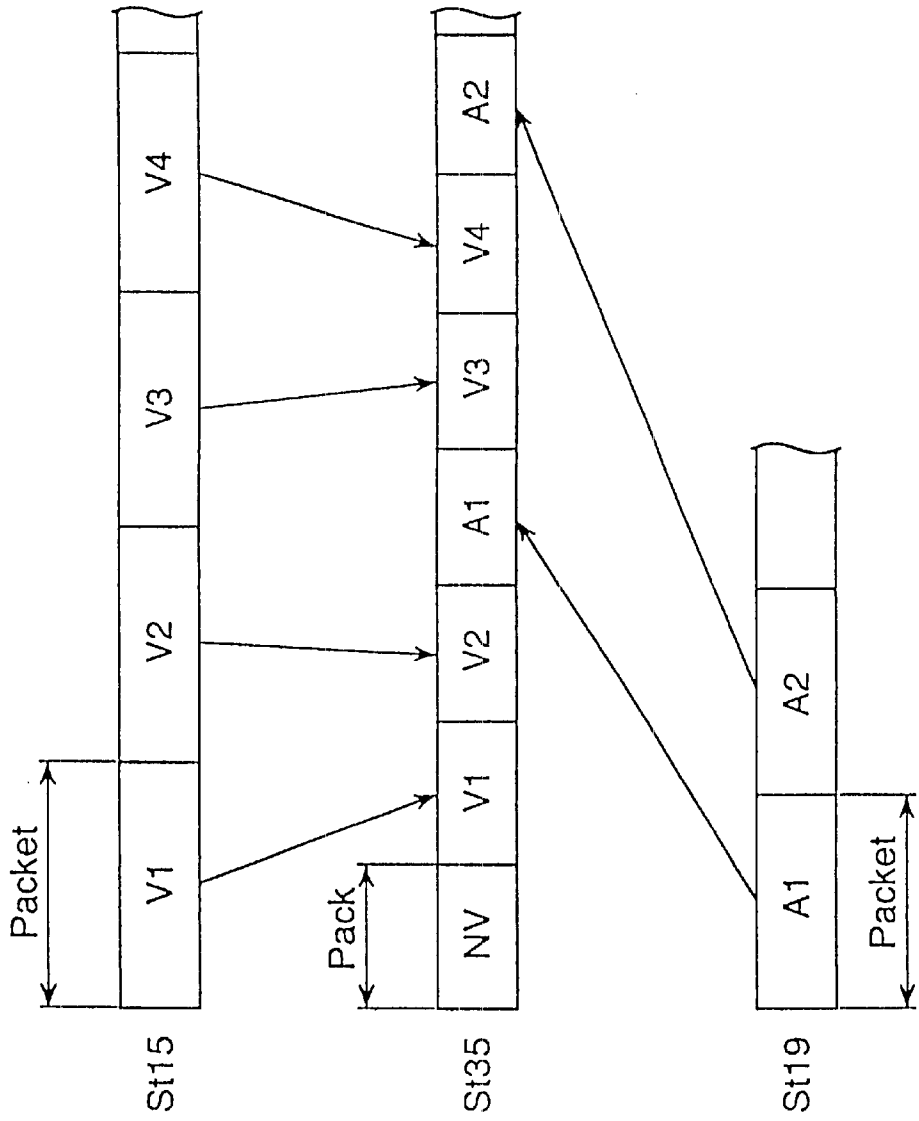 Packet
St15 V1 V2 V3 V4
Pack
St35 NV V1 V2 A1 V3 V4 A2
St19 A1 A2
Packet